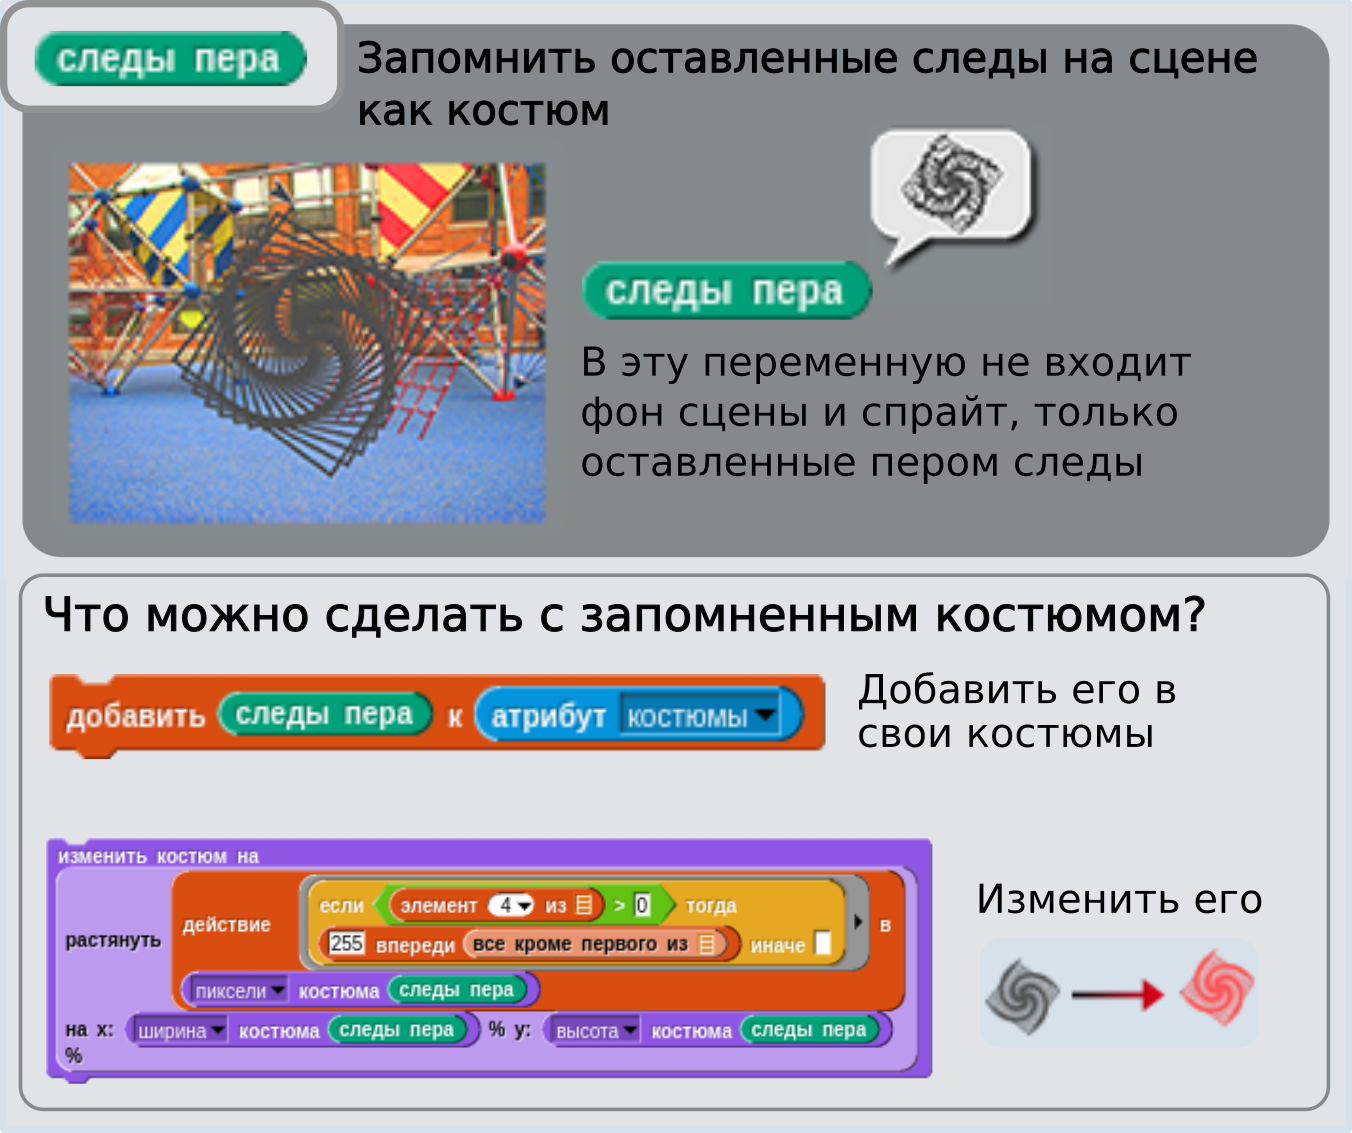 следы пера
Запомнить оставленные следы на сцене
как костюм
следы пера
В эту переменную не входит
фон сцены и спрайт, только
оставленные пером следы
Что можно сделать с запомненным костюмом?
добавить следы пера к атрибут костюмы
Добавить его в
свои костюмы
изменить костюм на
если элемент 4 из > 0 тогда
растянуть действие в
255 впереди все кроме первого из иначе
пиксели костюма следы пера
на x: ширина костюма следы пера % y: высота костюма следы пера
%
Изменить его